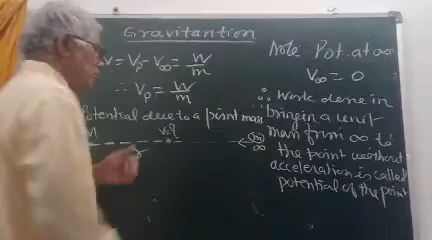 Gravitantion
V = Vp - V∞ = W/m
∴ Vp = W/m
Potential due to a point mass
M
V=?
m
∞
r
Note Pot. at ∞
V∞ = 0
∴ work done in
bringing a unit
mass from ∞ to
the point without
acceleration is called
potential of the point